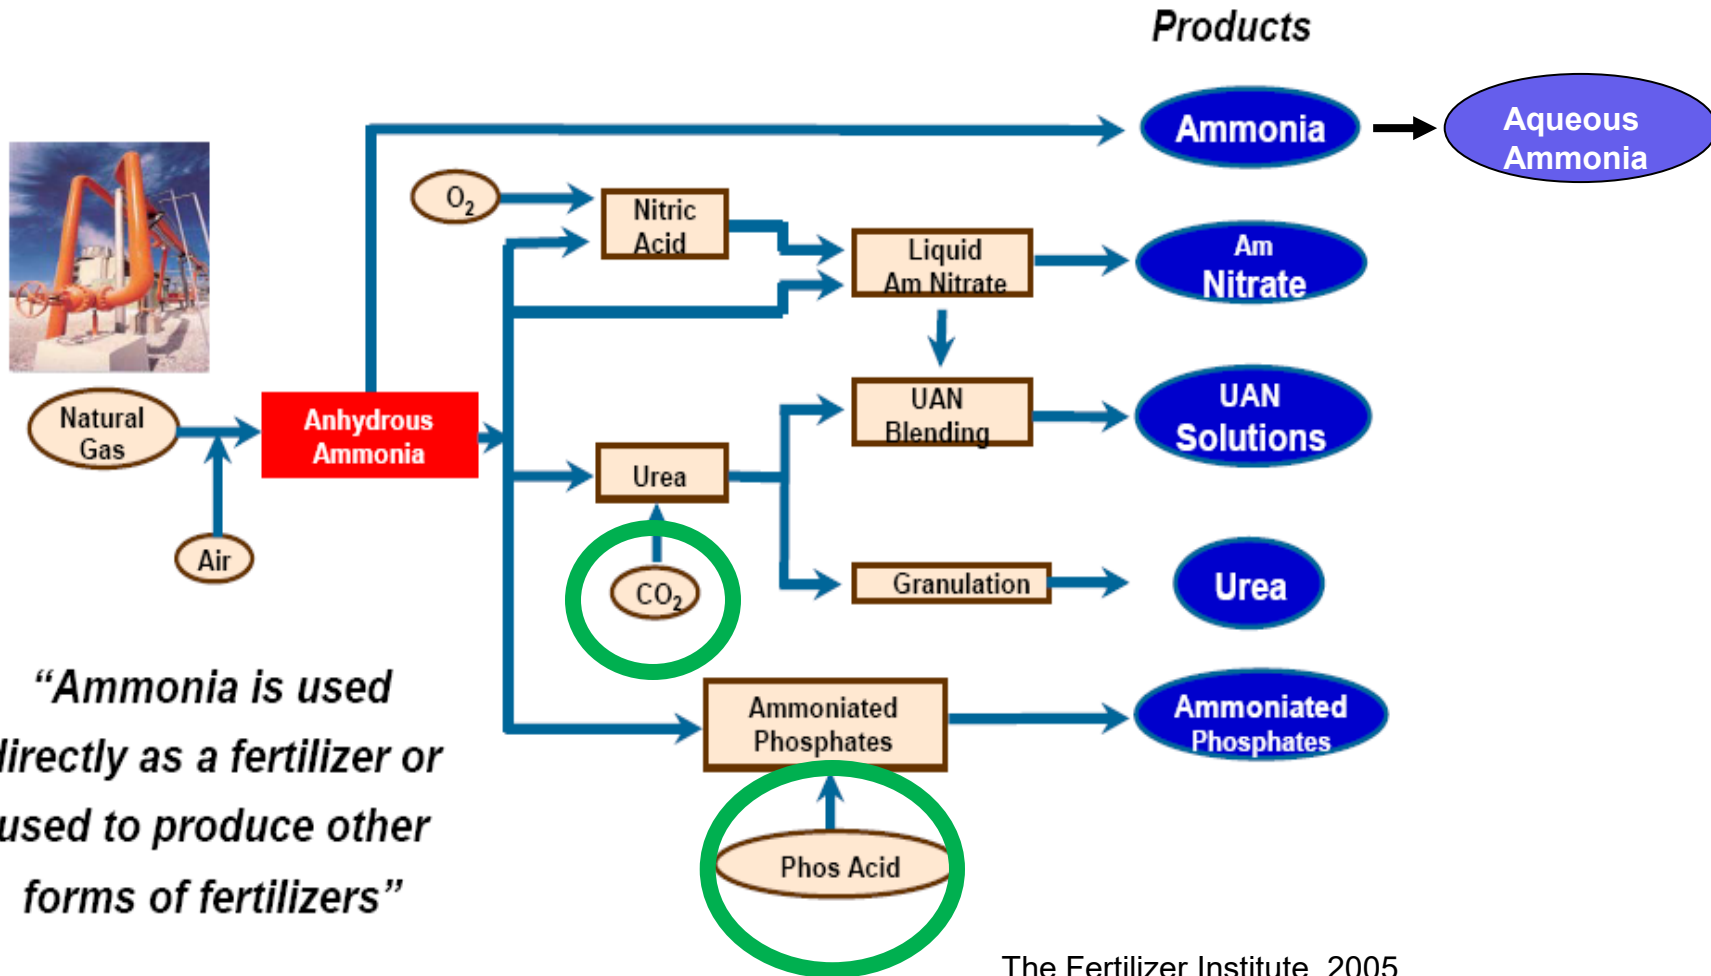 Products
Ammonia
Aqueous
Ammonia
O₂
Nitric
Acid
Liquid
Am Nitrate
Am
Nitrate
Natural
Gas
Anhydrous
Ammonia
UAN
Blending
UAN
Solutions
Urea
Air
CO₂
Granulation
Urea
Ammoniated
Phosphates
Ammoniated
Phosphates
Phos Acid
“Ammonia is used
directly as a fertilizer or
used to produce other
forms of fertilizers”
The Fertilizer Institute, 2005